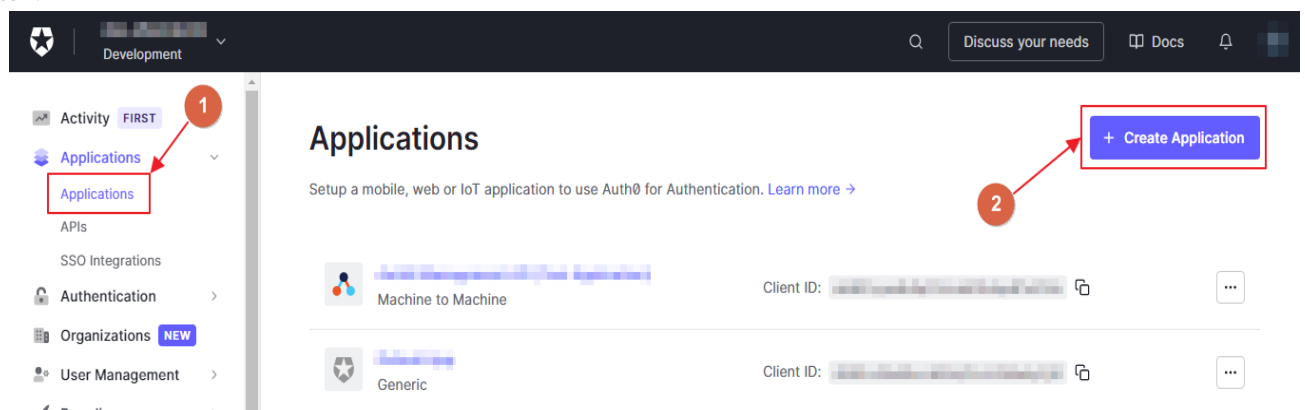 Development
Discuss your needs
Docs
Activity FIRST
1
Applications
Applications
APIs
SSO Integrations
Authentication
Organizations NEW
User Management
Applications
+ Create Application
Setup a mobile, web or IoT application to use Auth0 for Authentication. Learn more →
2
Machine to Machine
Client ID:
...
Generic
Client ID:
...